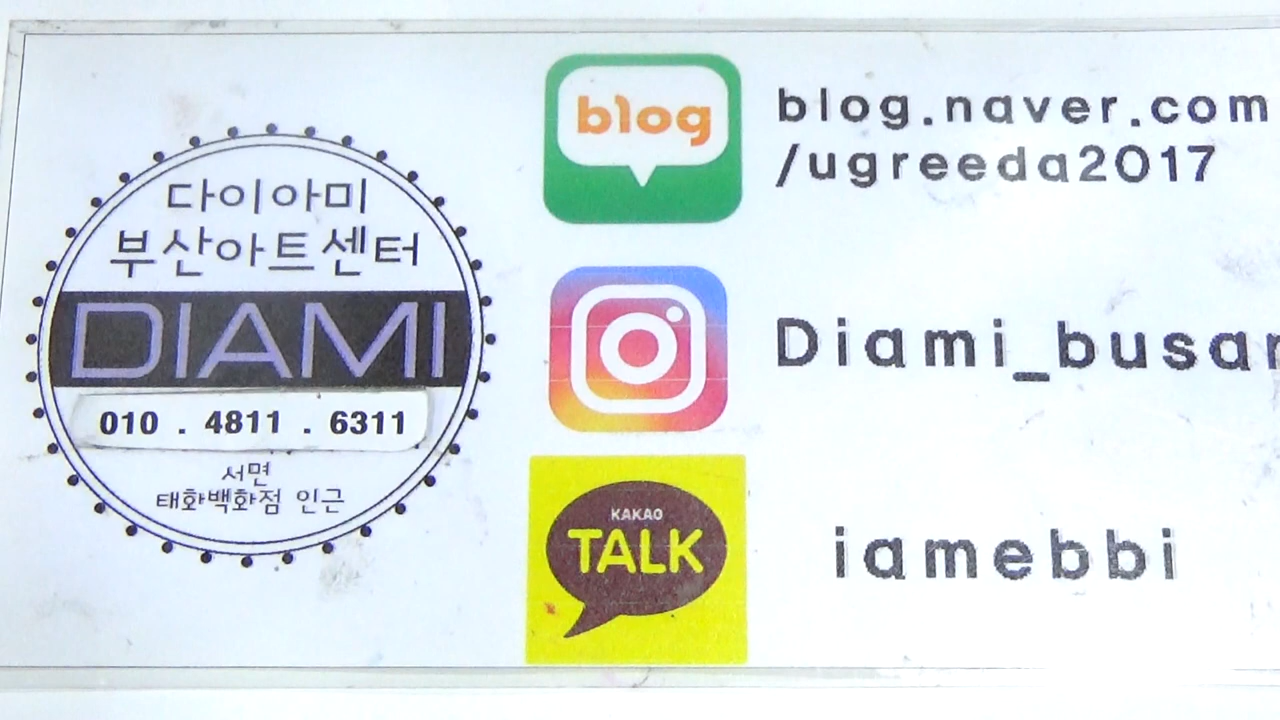 다이아미
부산아트센터
DIAMI
010 . 4811 . 6311
서면
태화백화점 인근
blog
blog.naver.com
/ugreeda2017
Diami_busan
KAKAO
TALK
iamebbi